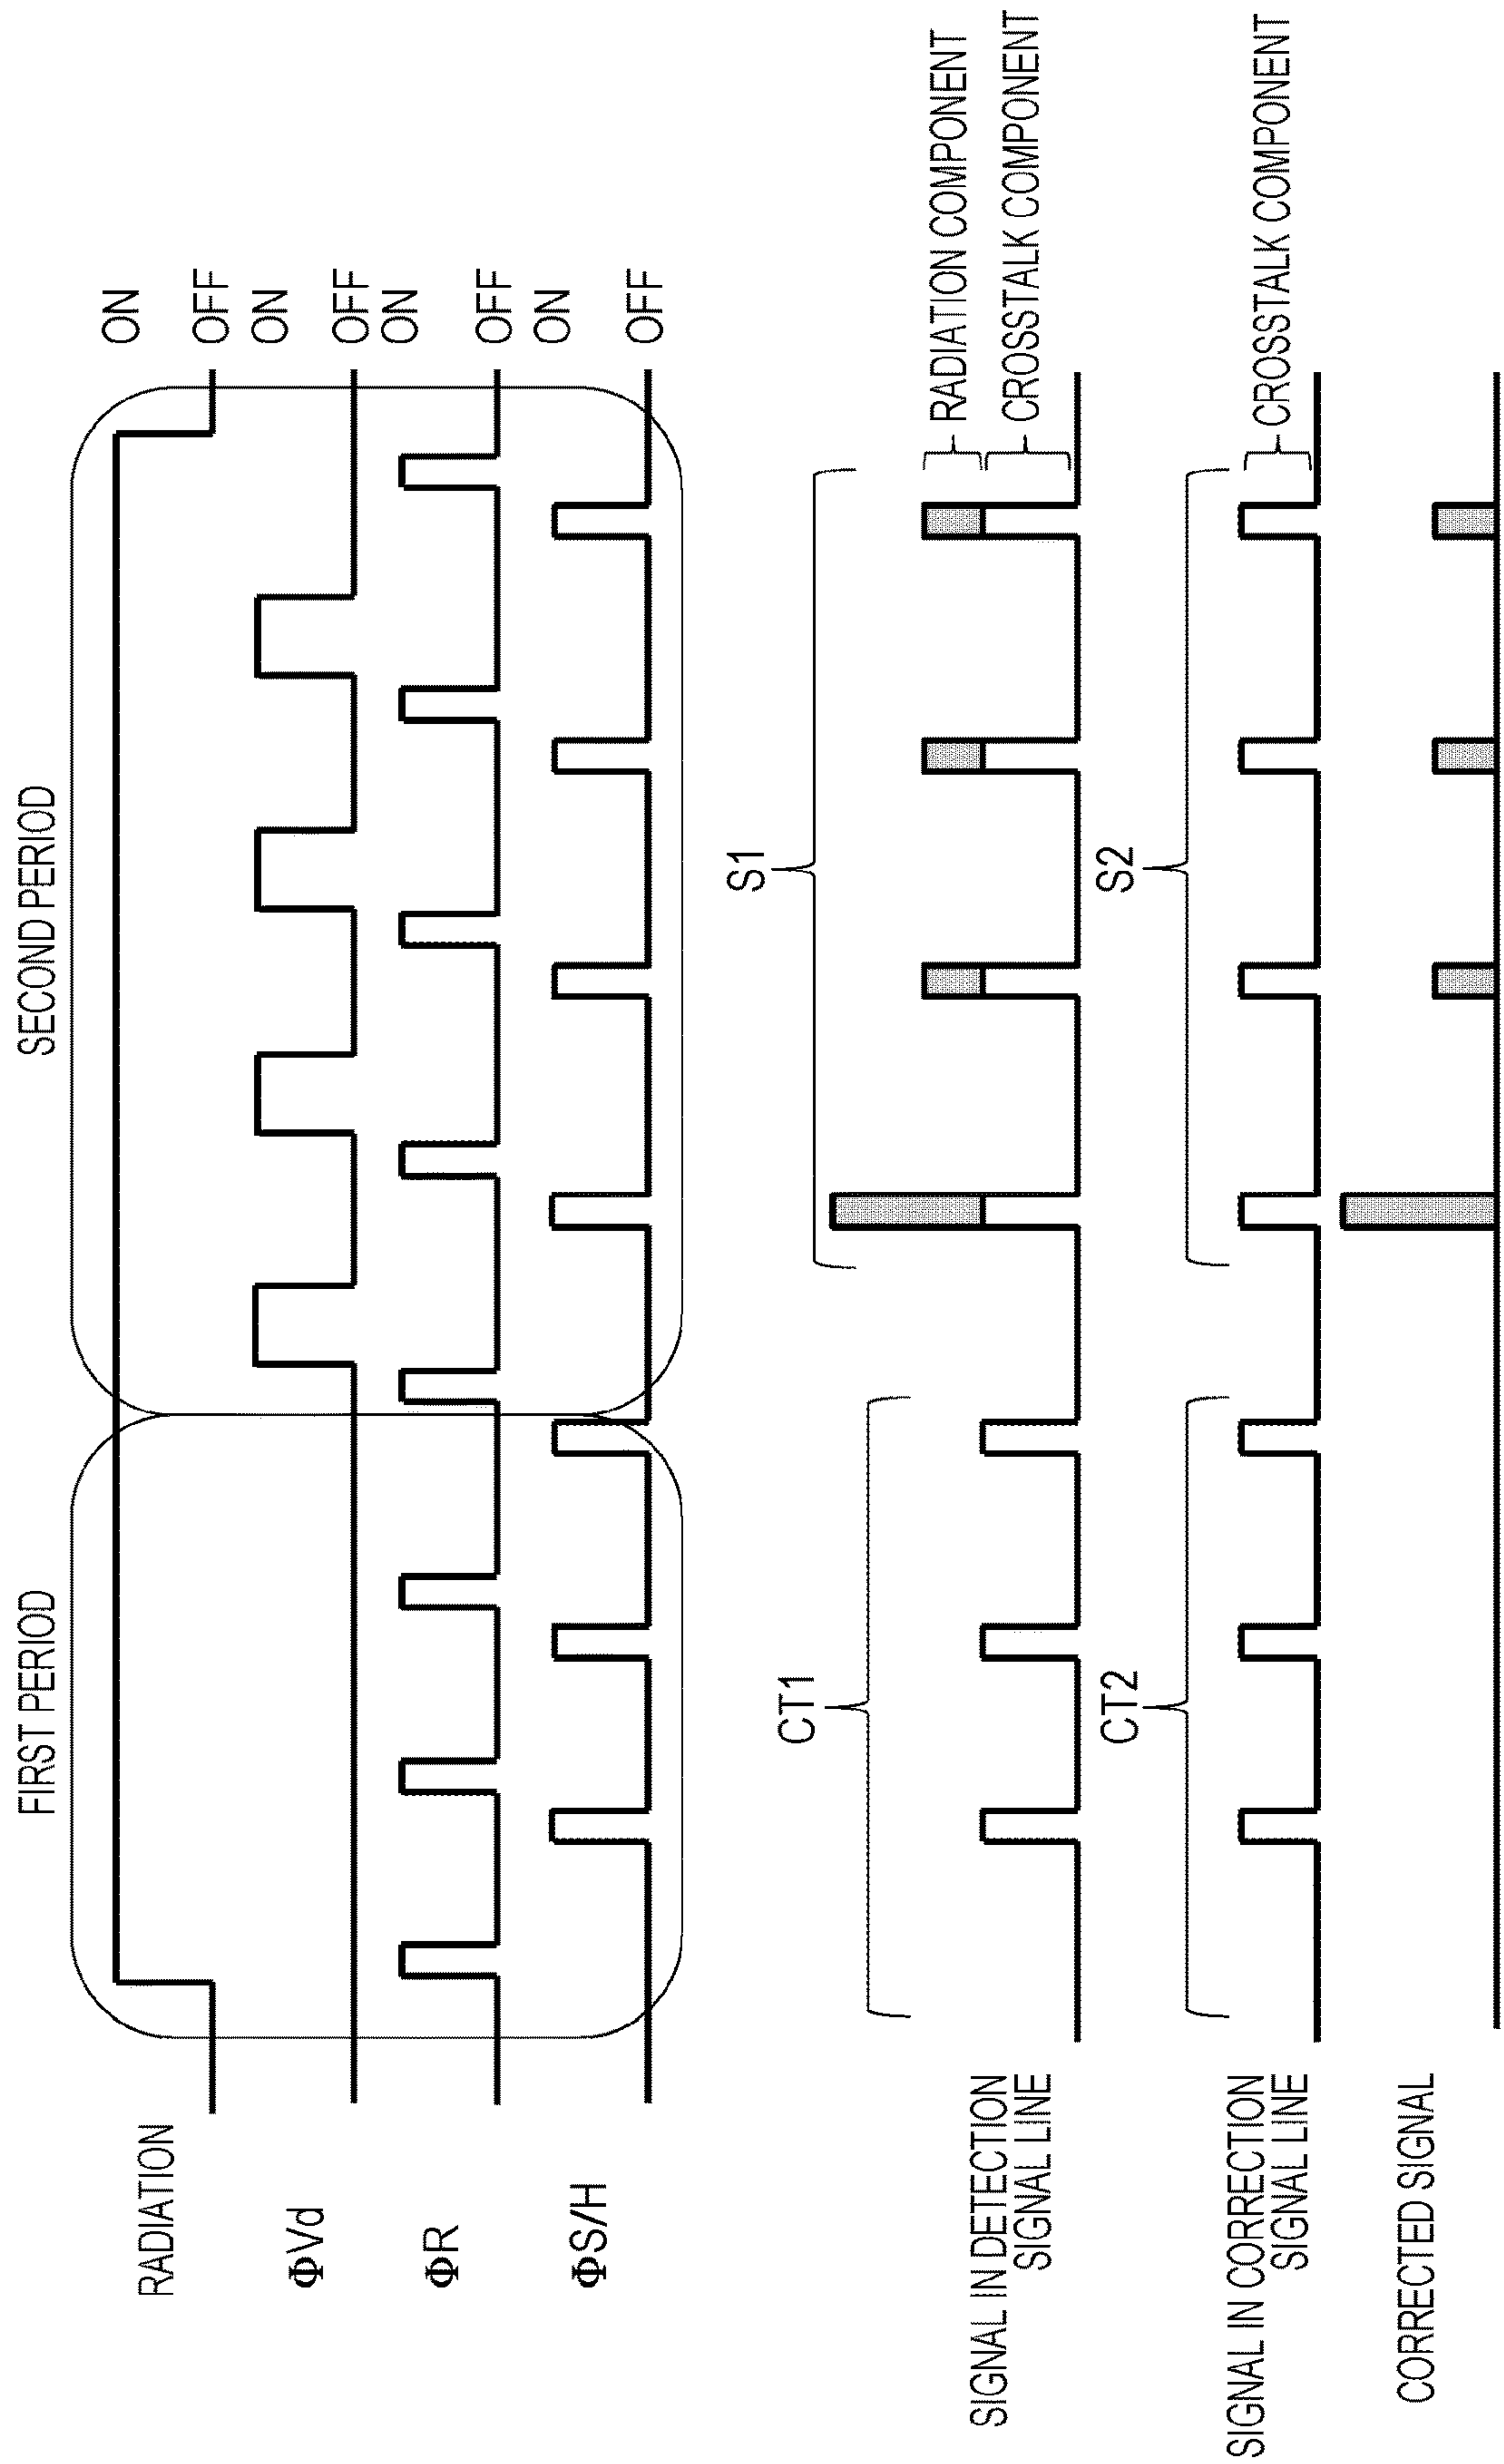 FIRST PERIOD
SECOND PERIOD
RADIATION
ON
OFF
ΦVd
ON
OFF
ΦR
ON
OFF
ΦS/H
ON
OFF
CT1
S1
SIGNAL IN DETECTION
SIGNAL LINE
RADIATION COMPONENT
CROSSTALK COMPONENT
CT2
S2
SIGNAL IN CORRECTION
SIGNAL LINE
CROSSTALK COMPONENT
CORRECTED SIGNAL